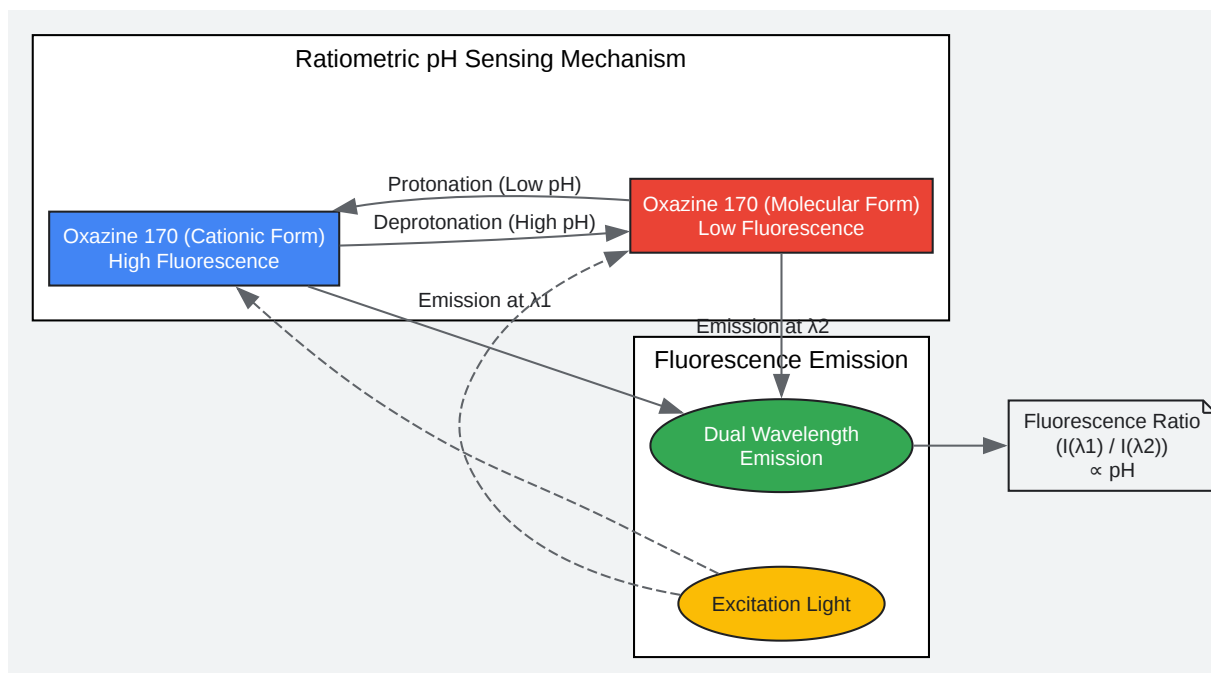 Ratiometric pH Sensing Mechanism
Protonation (Low pH)
Oxazine 170 (Molecular Form)
Low Fluorescence
Deprotonation (High pH)
Oxazine 170 (Cationic Form)
High Fluorescence
Emission at λ1
Emission at λ2
Fluorescence Emission
Dual Wavelength
Emission
Fluorescence Ratio
(I(λ1) / I(λ2))
∝ pH
Excitation Light